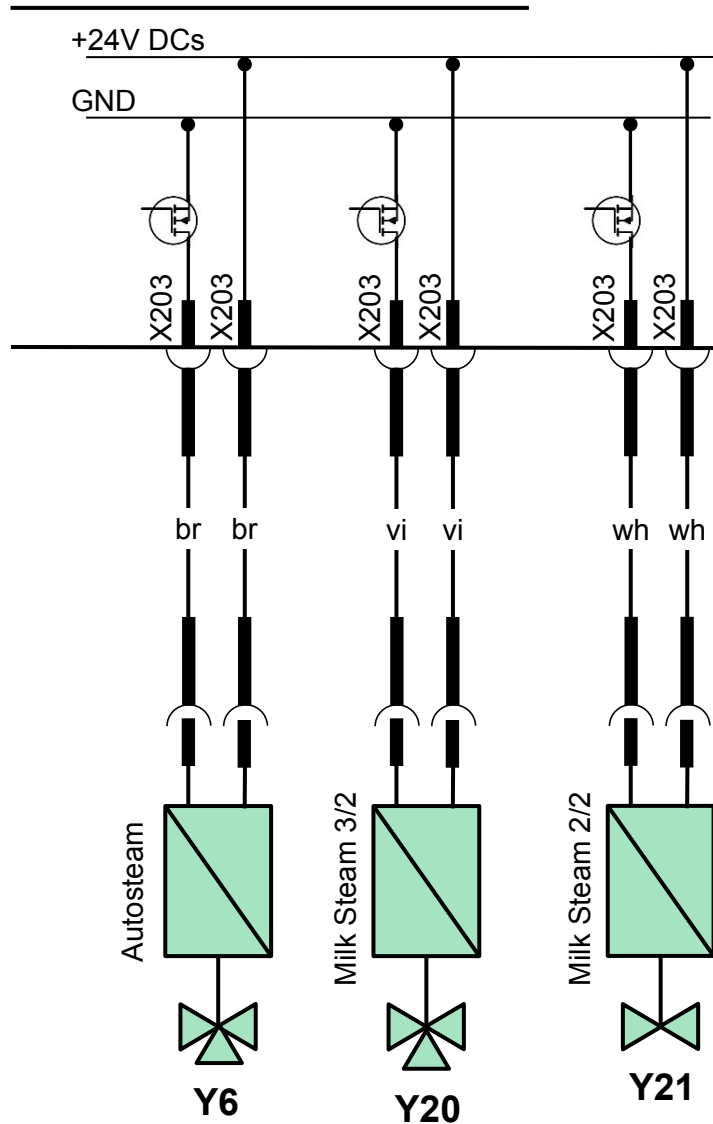 +24V DCs
GND
X203 X203 X203 X203 X203 X203
br br vi vi wh wh
Autosteam Milk Steam 3/2 Milk Steam 2/2
Y6 Y20 Y21